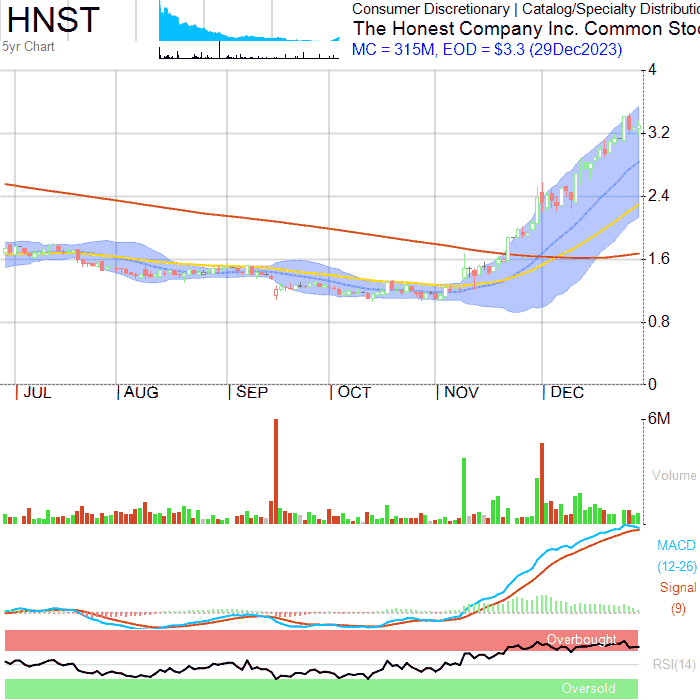 HNST
5yr Chart
Consumer Discretionary | Catalog/Specialty Distributio
The Honest Company Inc. Common Stoc
MC = 315M, EOD = $3.3 (29Dec2023)
4
3.2
2.4
1.6
0.8
0
JUL AUG SEP OCT NOV DEC
6M
Volume
MACD
(12-26)
Signal
(9)
Overbought
RSI(14)
Oversold